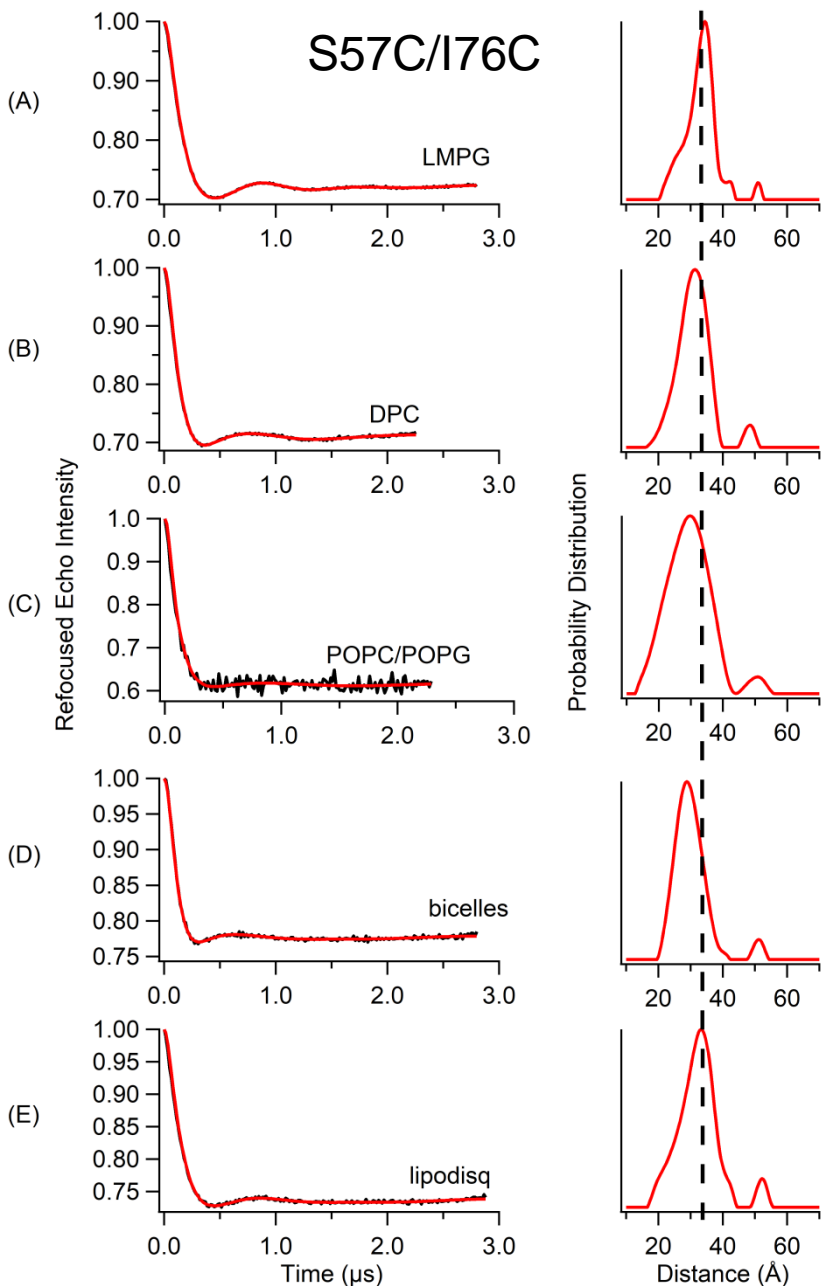 S57C/I76C
(A)
1.00
0.90
0.80
0.70
LMPG
0.0 1.0 2.0 3.0
20 40 60
(B)
1.00
0.90
0.80
0.70
DPC
0.0 1.0 2.0 3.0
20 40 60
(C)
1.0
0.9
0.8
0.7
0.6
POPC/POPG
0.0 1.0 2.0 3.0
20 40 60
Refocused Echo Intensity
Probability Distribution
(D)
1.00
0.95
0.90
0.85
0.80
0.75
bicelles
0.0 1.0 2.0 3.0
20 40 60
(E)
1.00
0.95
0.90
0.85
0.80
0.75
lipodisq
0.0 1.0 2.0 3.0
20 40 60
Time (µs)
Distance (Å)